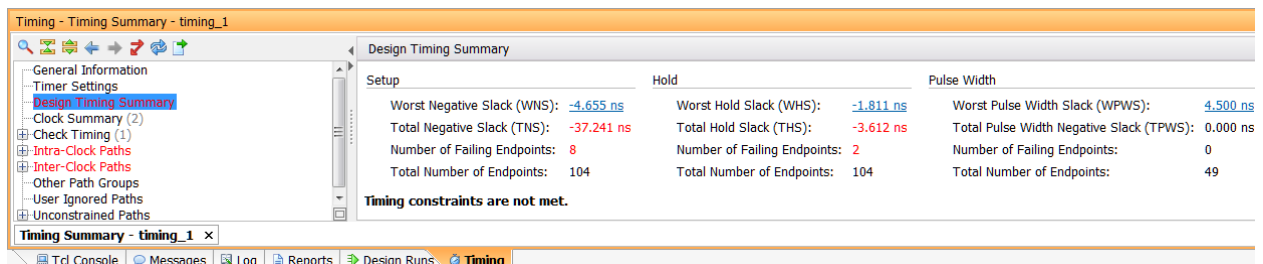 Timing - Timing Summary - timing_1
Design Timing Summary
General Information
Timer Settings
Design Timing Summary
Clock Summary (2)
Check Timing (1)
Intra-Clock Paths
Inter-Clock Paths
Other Path Groups
User Ignored Paths
Unconstrained Paths
Setup Hold Pulse Width
Worst Negative Slack (WNS): -4.655 ns Worst Hold Slack (WHS): -1.811 ns Worst Pulse Width Slack (WPWS): 4.500 ns
Total Negative Slack (TNS): -37.241 ns Total Hold Slack (THS): -3.612 ns Total Pulse Width Negative Slack (TPWS): 0.000 ns
Number of Failing Endpoints: 8 Number of Failing Endpoints: 2 Number of Failing Endpoints: 0
Total Number of Endpoints: 104 Total Number of Endpoints: 104 Total Number of Endpoints: 49
Timing constraints are not met.
Timing Summary - timing_1 ×
Tcl Console Messages Log Reports Design Runs Timing